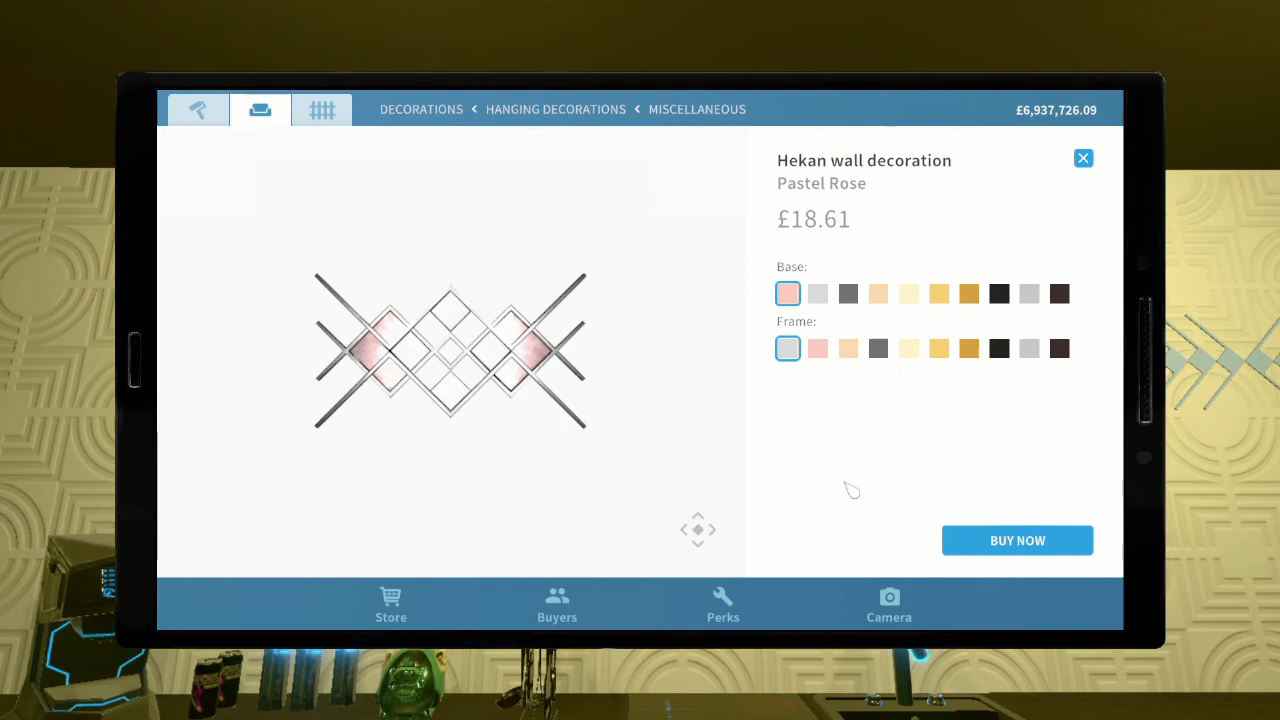 DECORATIONS < HANGING DECORATIONS < MISCELLANEOUS
£6,937,726.09
Hekan wall decoration
Pastel Rose
£18.61
Base:
Frame:
BUY NOW
Store
Buyers
Perks
Camera